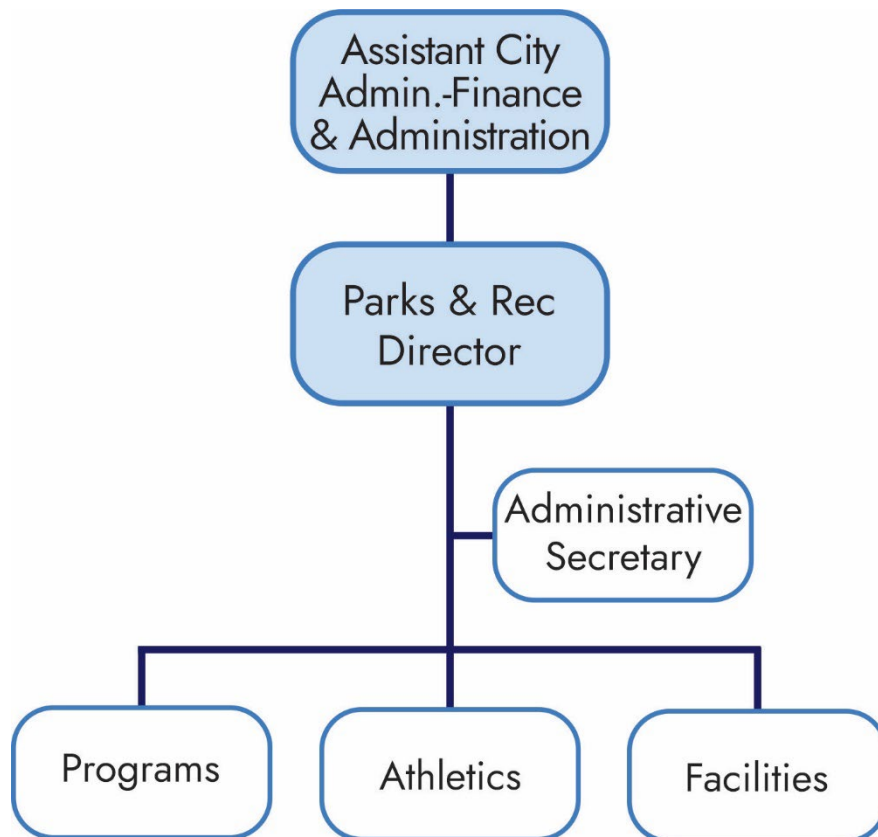 Assistant City
Admin.-Finance
& Administration
Parks & Rec
Director
Administrative
Secretary
Programs
Athletics
Facilities